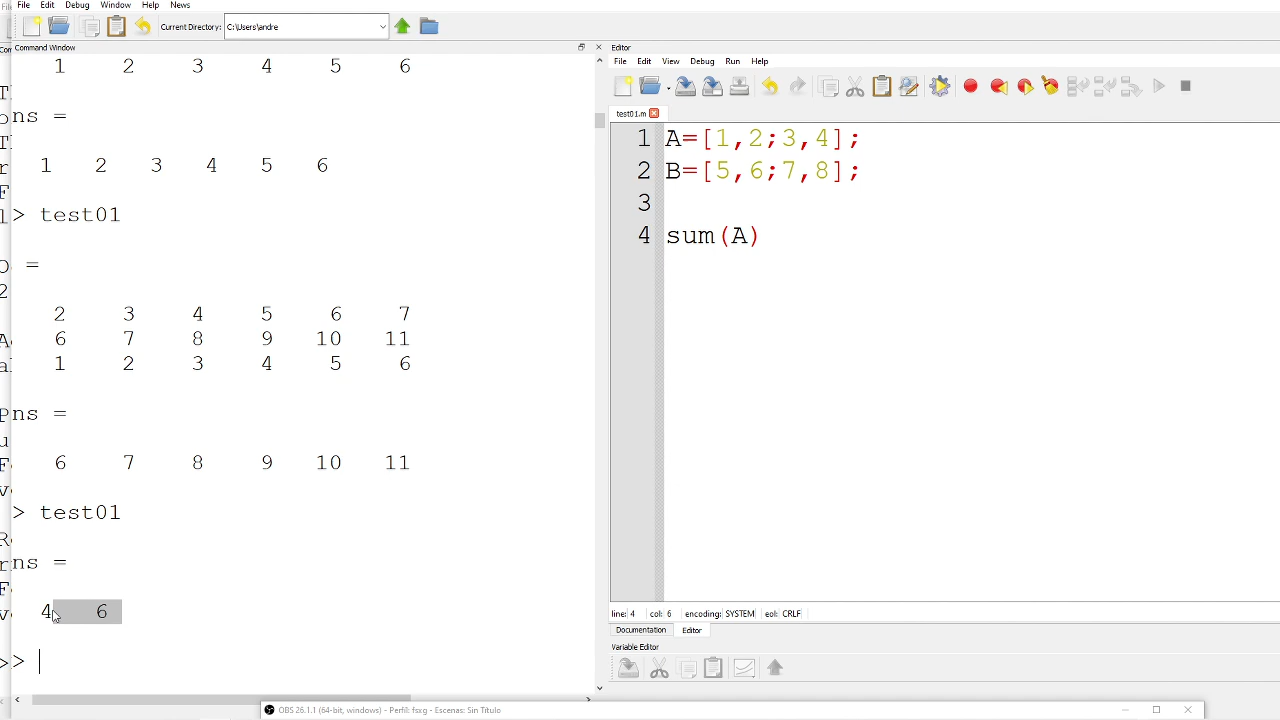 File Edit Debug Window Help News
Current Directory: C:\Users\andre
Command Window
1 2 3 4 5 6
ns =
1 2 3 4 5 6
> test01
=
2 3 4 5 6 7
6 7 8 9 10 11
1 2 3 4 5 6
ns =
6 7 8 9 10 11
> test01
ns =
4 6
>>
Editor
File Edit View Debug Run Help
test01.m
1 A=[1,2;3,4];
2 B=[5,6;7,8];
3
4 sum(A)
line: 4 col: 6 encoding: SYSTEM eol: CRLF
Documentation Editor
Variable Editor
OBS 26.1.1 (64-bit, windows) - Perfil: fsxg - Escenas: Sin Título